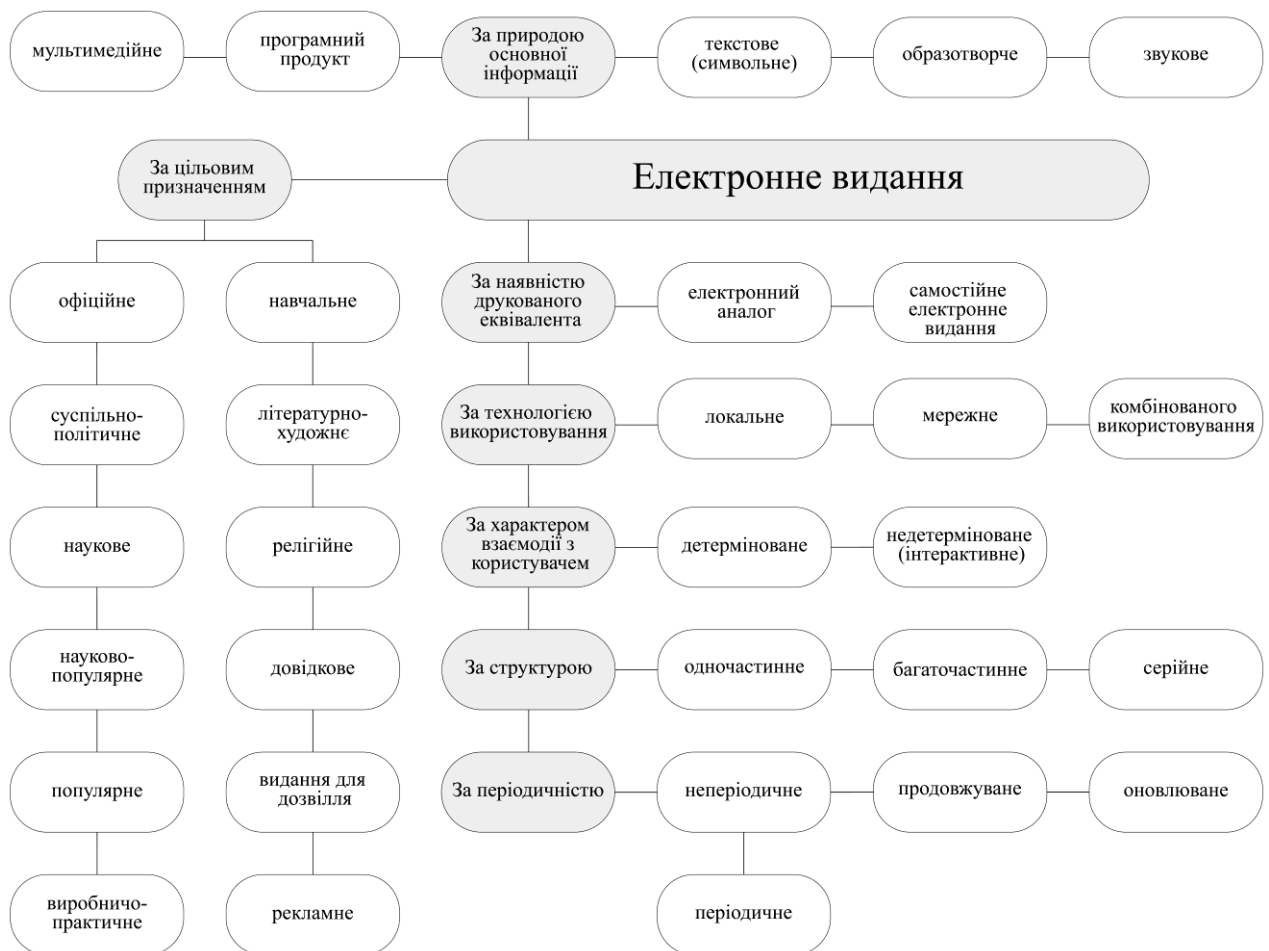 мультимедійне
програмний
продукт
За природою
основної
інформації
текстове
(символьне)
образотворче
звукове
За цільовим
призначенням
Електронне видання
офіційне
навчальне
За наявністю
друкованого
еквівалента
електронний
аналог
самостійне
електронне
видання
суспільно-
політичне
літературно-
художнє
За технологією
використовування
локальне
мережне
комбінованого
використовування
наукове
релігійне
За характером
взаємодії з
користувачем
детерміноване
недетерміноване
(інтерактивне)
науково-
популярне
довідкове
За структурою
одночастинне
багаточастинне
серійне
популярне
видання для
дозвілля
За періодичністю
неперіодичне
продовжуване
оновлюване
виробничо-
практичне
рекламне
періодичне